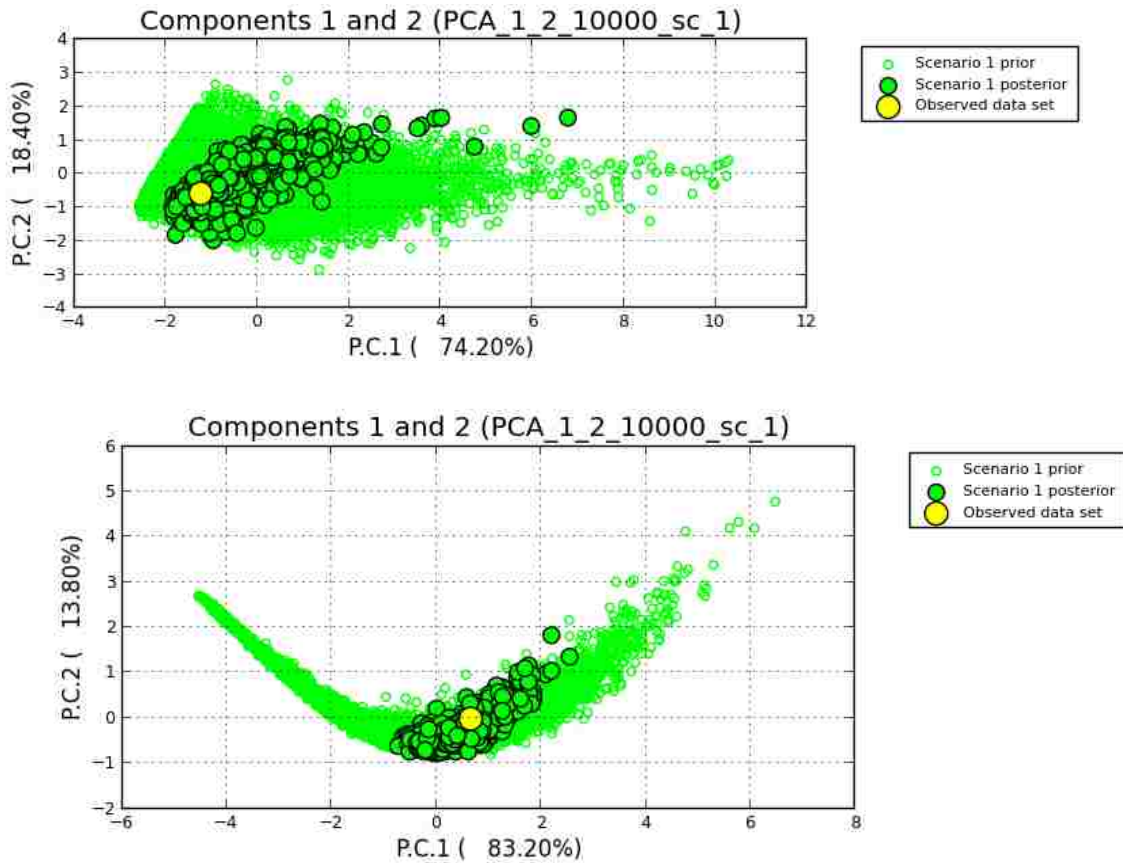 Components 1 and 2 (PCA_1_2_10000_sc_1)
4
3
2
1
0
−1
−2
−3
−4
P.C.2 ( 18.40%)
−4
−2
0
2
4
6
8
10
12
P.C.1 ( 74.20%)
Scenario 1 prior
Scenario 1 posterior
Observed data set
Components 1 and 2 (PCA_1_2_10000_sc_1)
6
5
4
3
2
1
0
−1
−2
P.C.2 ( 13.80%)
−6
−4
−2
0
2
4
6
8
P.C.1 ( 83.20%)
Scenario 1 prior
Scenario 1 posterior
Observed data set